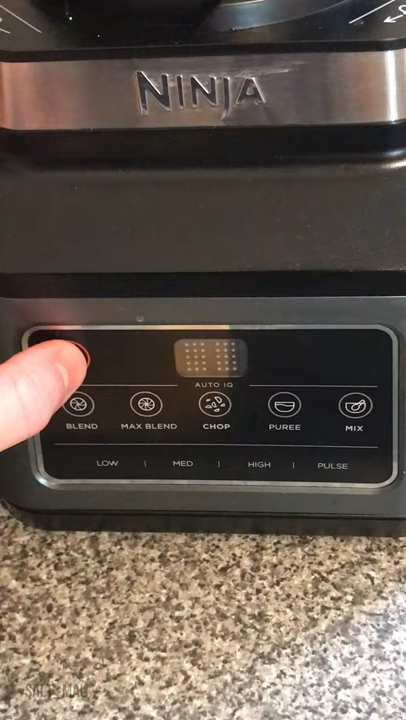 NINJA
AUTO IQ
BLEND MAX BLEND CHOP PUREE MIX
LOW | MED | HIGH | PULSE